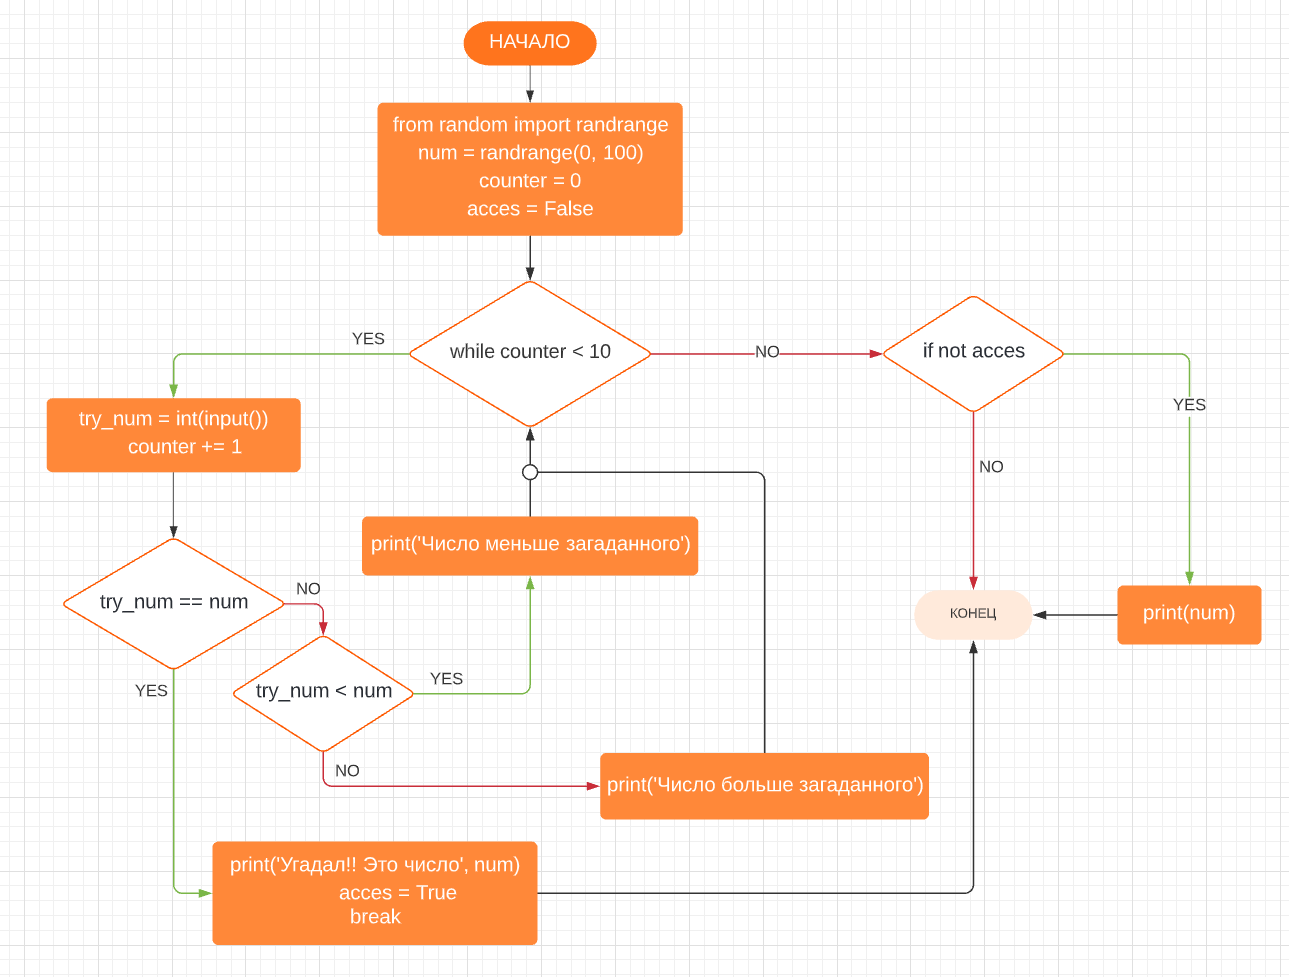 НАЧАЛО
from random import randrange
num = randrange(0, 100)
counter = 0
acces = False
while counter < 10
YES
NO
if not acces
YES
NO
try_num = int(input())
counter += 1
print('Число меньше загаданного')
try_num == num
NO
YES
try_num < num
YES
NO
КОНЕЦ
print(num)
print('Число больше загаданного')
print('Угадал!! Это число', num)
acces = True
break